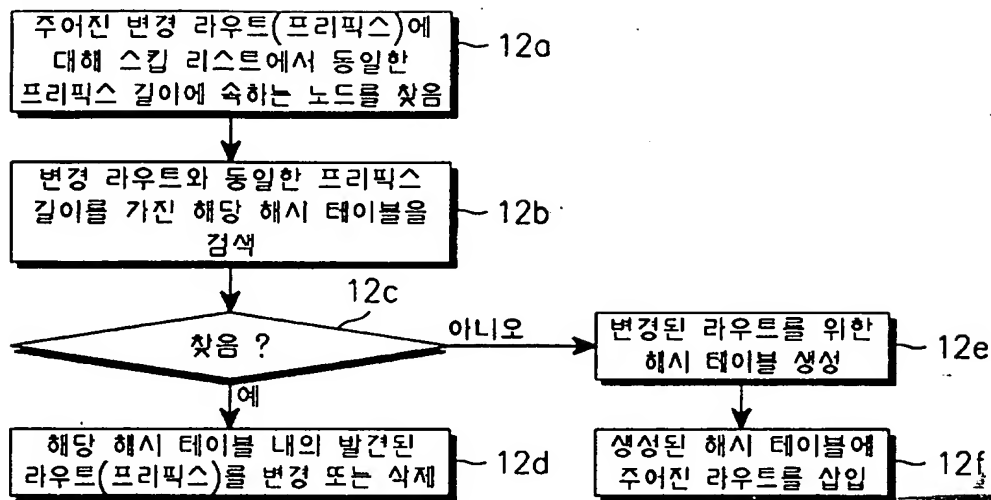 주어진 변경 라우트(프리픽스)에
대해 스킵 리스트에서 동일한
프리픽스 길이에 속하는 노드를 찾음
12a
변경 라우트와 동일한 프리픽스
길이를 가진 해당 해시 테이블을
검색
12b
12c
찾음 ?
아니오
예
해당 해시 테이블 내의 발견된
라우트(프리픽스)를 변경 또는 삭제
12d
변경된 라우트를 위한
해시 테이블 생성
12e
생성된 해시 테이블에
주어진 라우트를 삽입
12f